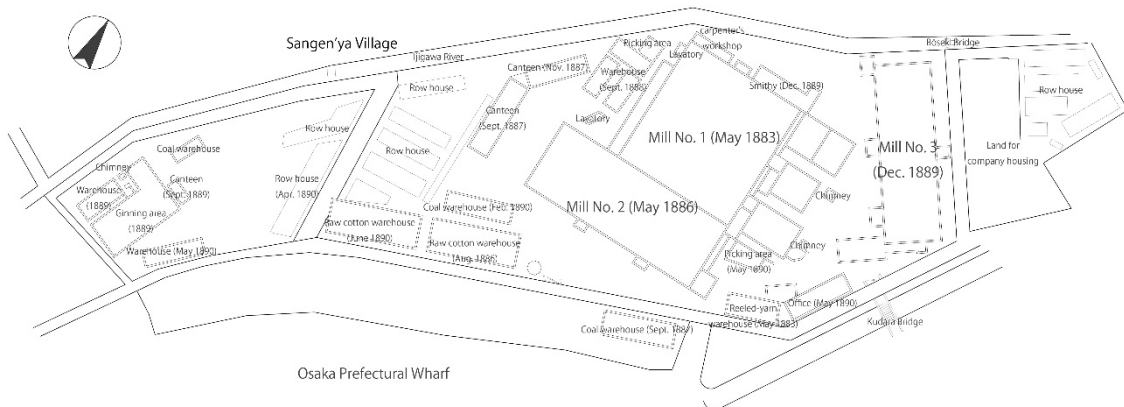 Sangen'ya Village
Ijigawa River
Row house
Canteen (Nov. 1887)
Picking area
Warehouse
(Sept. 1888)
Lavatory
carpenter's
workshop
Lavatory
Smithy (Dec. 1889)
Boseki Bridge
Row house
Land for
company housing
Mill No. 3
(Dec. 1889)
Mill No. 1 (May 1883)
Mill No. 2 (May 1886)
Canteen
(Sept. 1887)
Row house
Row house
Row house
(Apr. 1890)
Coal warehouse
Chimney
Warehouse
(1889)
Canteen
(Sept. 1889)
Ginning area
(1889)
Warehouse (May 1890)
Coal warehouse (Feb. 1890)
Raw cotton warehouse
(June 1890)
Raw cotton warehouse
(Aug. 1886)
Chimney
Chimney
Picking area
(May 1890)
Office (May 1890)
Reeled-yarn
warehouse (May 1883)
Coal warehouse (Sept. 1887)
Kudara Bridge
Osaka Prefectural Wharf